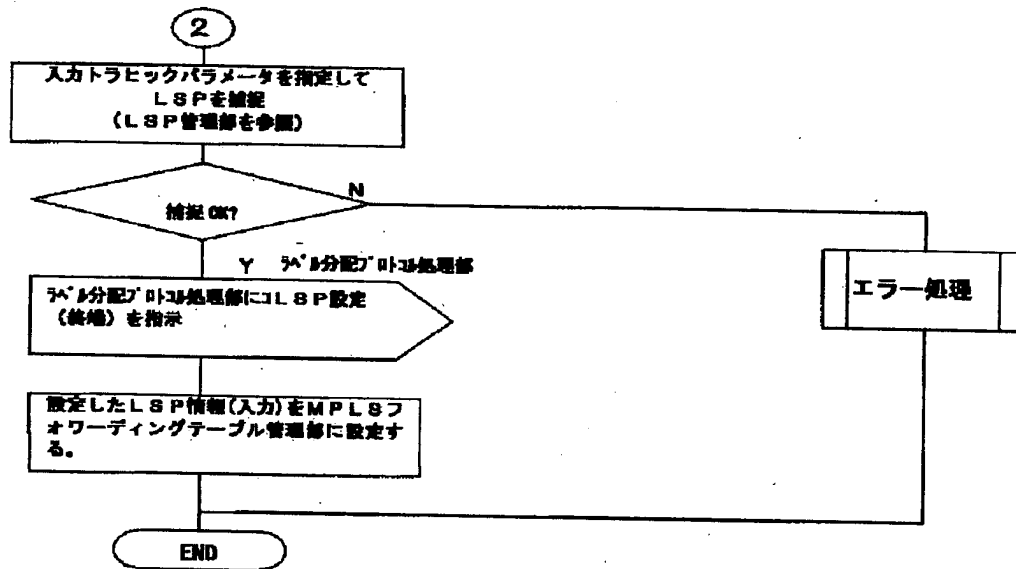 2
入力トラヒックパラメータを指定して
LSPを捕捉
(LSP管理部を参照)
捕捉 OK?
N
Y ラベル分配プロトコル処理部
ラベル分配プロトコル処理部にコLSP設定
(終端)を指示
エラー処理
設定したLSP情報(入力)をMPLSフ
ォワーディングテーブル管理部に設定す
る。
END